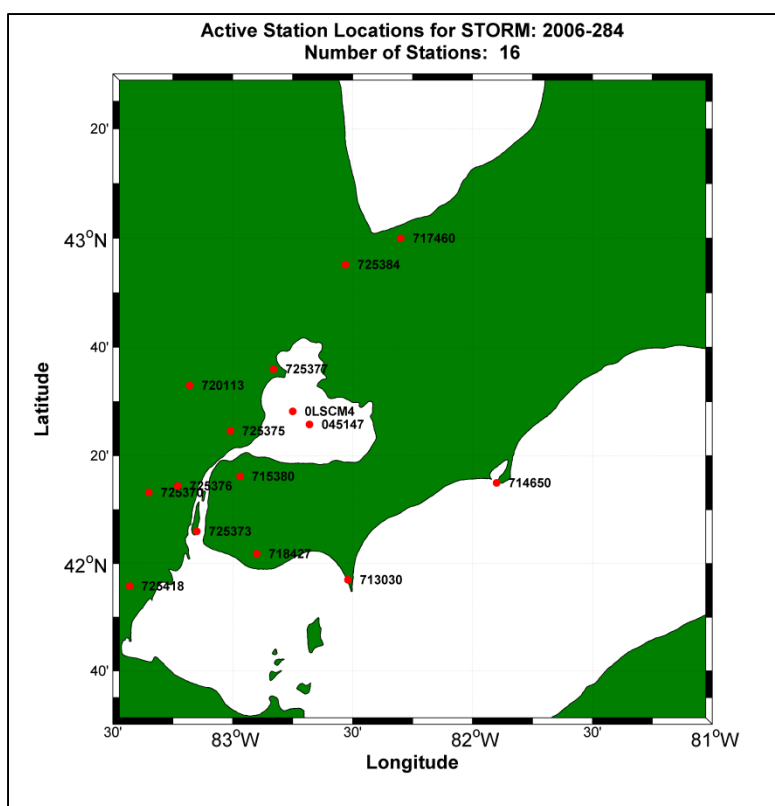 Active Station Locations for STORM: 2006-284
Number of Stations: 16
20'
43°N
717460
725384
40'
725377
720113
0LSCM4
045147
725375
20'
715380
725376
725370
714650
725373
42°N
718427
713030
725418
40'
30'
83°W
30'
82°W
30'
81°W
Latitude
Longitude